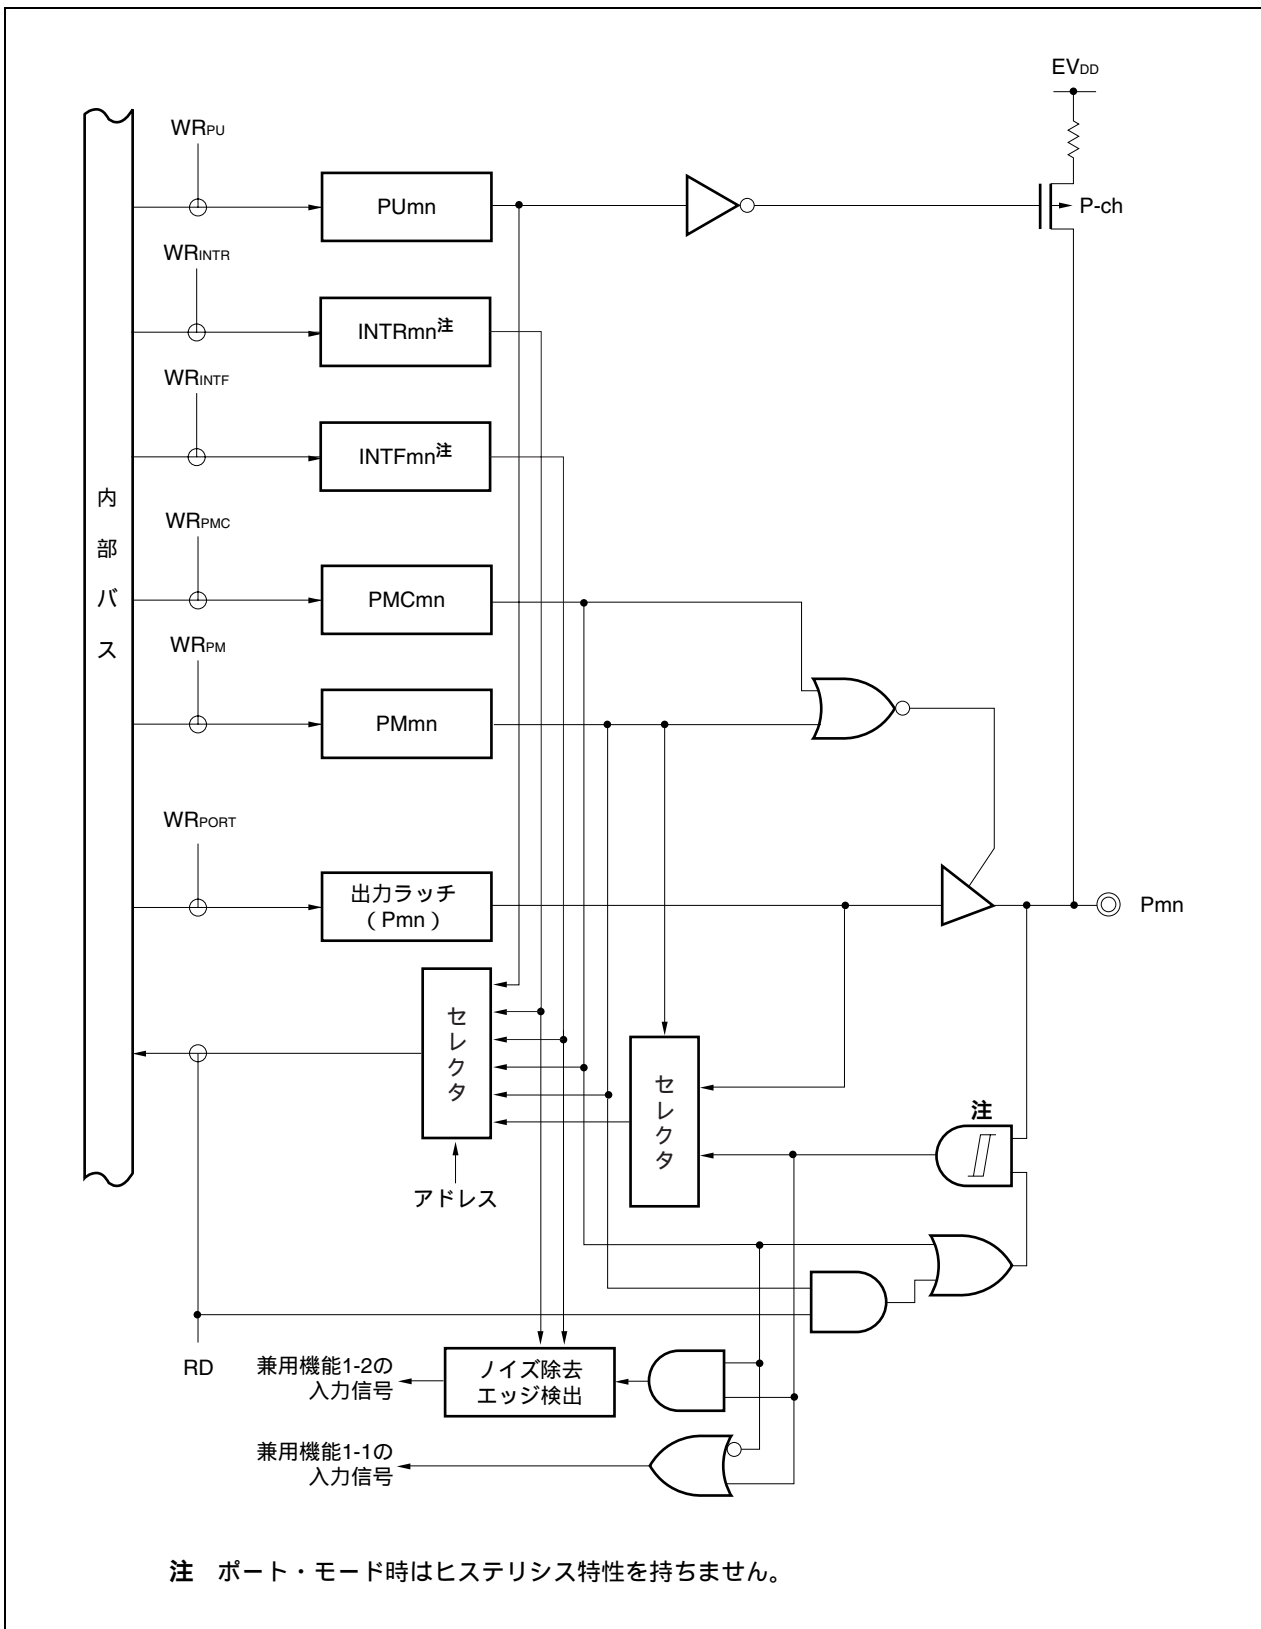 EVDD
WRPU
PUmn
P-ch
WRINTR
INTRmn注
WRINTF
INTFmn注
内部バス
WRPMC
PMCmn
WRPM
PMmn
WRPORT
出力ラッチ
(Pmn)
Pmn
セレクタ
セレクタ
注
アドレス
RD
兼用機能1-2の
入力信号
ノイズ除去
エッジ検出
兼用機能1-1の
入力信号
注 ポート・モード時はヒステリシス特性を持ちません。